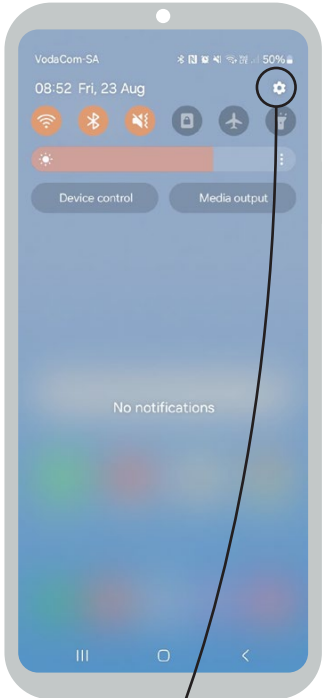 VodaCom-SA 50%
08:52 Fri, 23 Aug
Device control Media output
No notifications